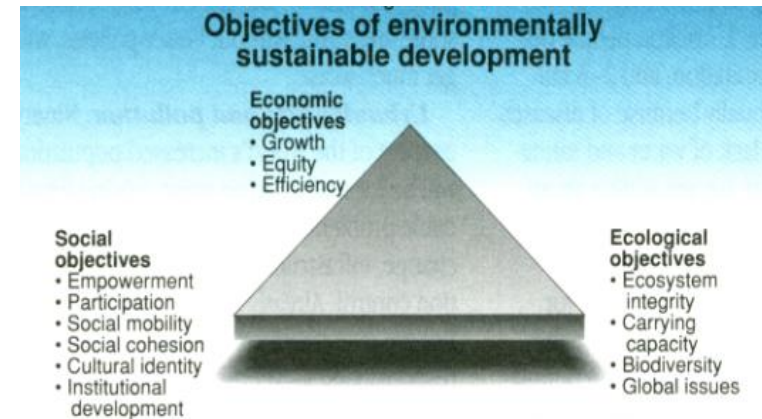 Objectives of environmentally
sustainable development
Economic
objectives
• Growth
• Equity
• Efficiency
Social
objectives
• Empowerment
• Participation
• Social mobility
• Social cohesion
• Cultural identity
• Institutional
development
Ecological
objectives
• Ecosystem
integrity
• Carrying
capacity
• Biodiversity
• Global issues